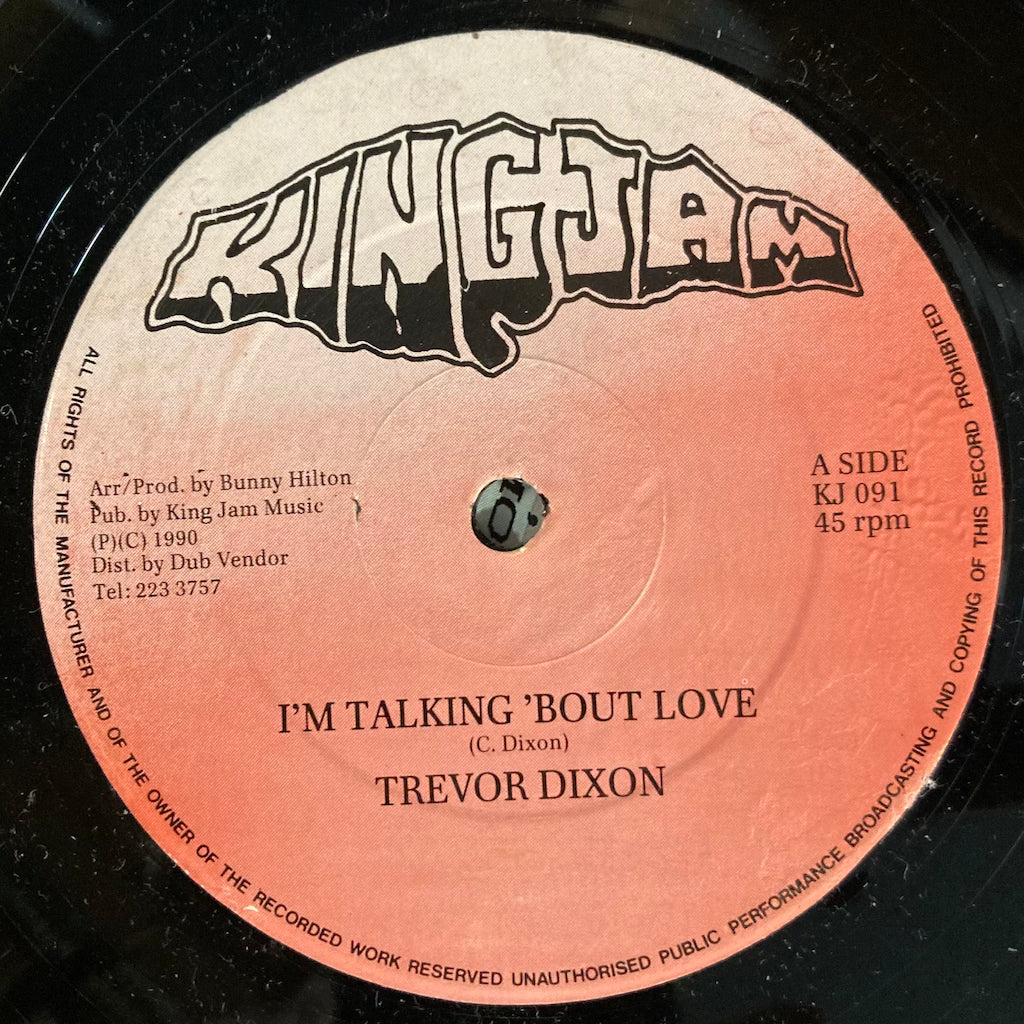 KING JAM
Arr/Prod. by Bunny Hilton
Pub. by King Jam Music
(P)(C) 1990
Dist. by Dub Vendor
Tel: 223 3757
A SIDE
KJ 091
45 rpm
I'M TALKING 'BOUT LOVE
(C. Dixon)
TREVOR DIXON
ALL RIGHTS OF THE MANUFACTURER AND OF THE OWNER OF THE RECORDED WORK RESERVED UNAUTHORISED PUBLIC PERFORMANCE BROADCASTING AND COPYING OF THIS RECORD PROHIBITED